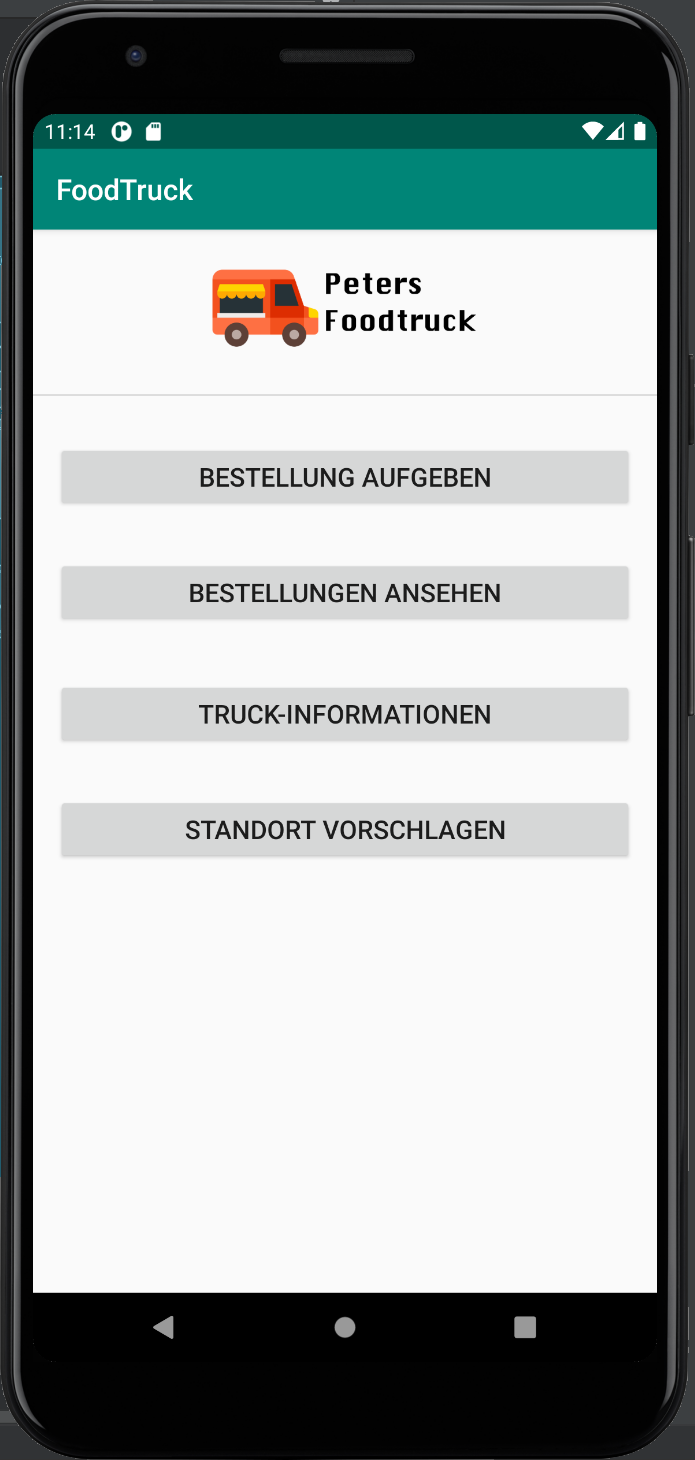 11:14
FoodTruck
Peters
Foodtruck
BESTELLUNG AUFGEBEN
BESTELLUNGEN ANSEHEN
TRUCK-INFORMATIONEN
STANDORT VORSCHLAGEN